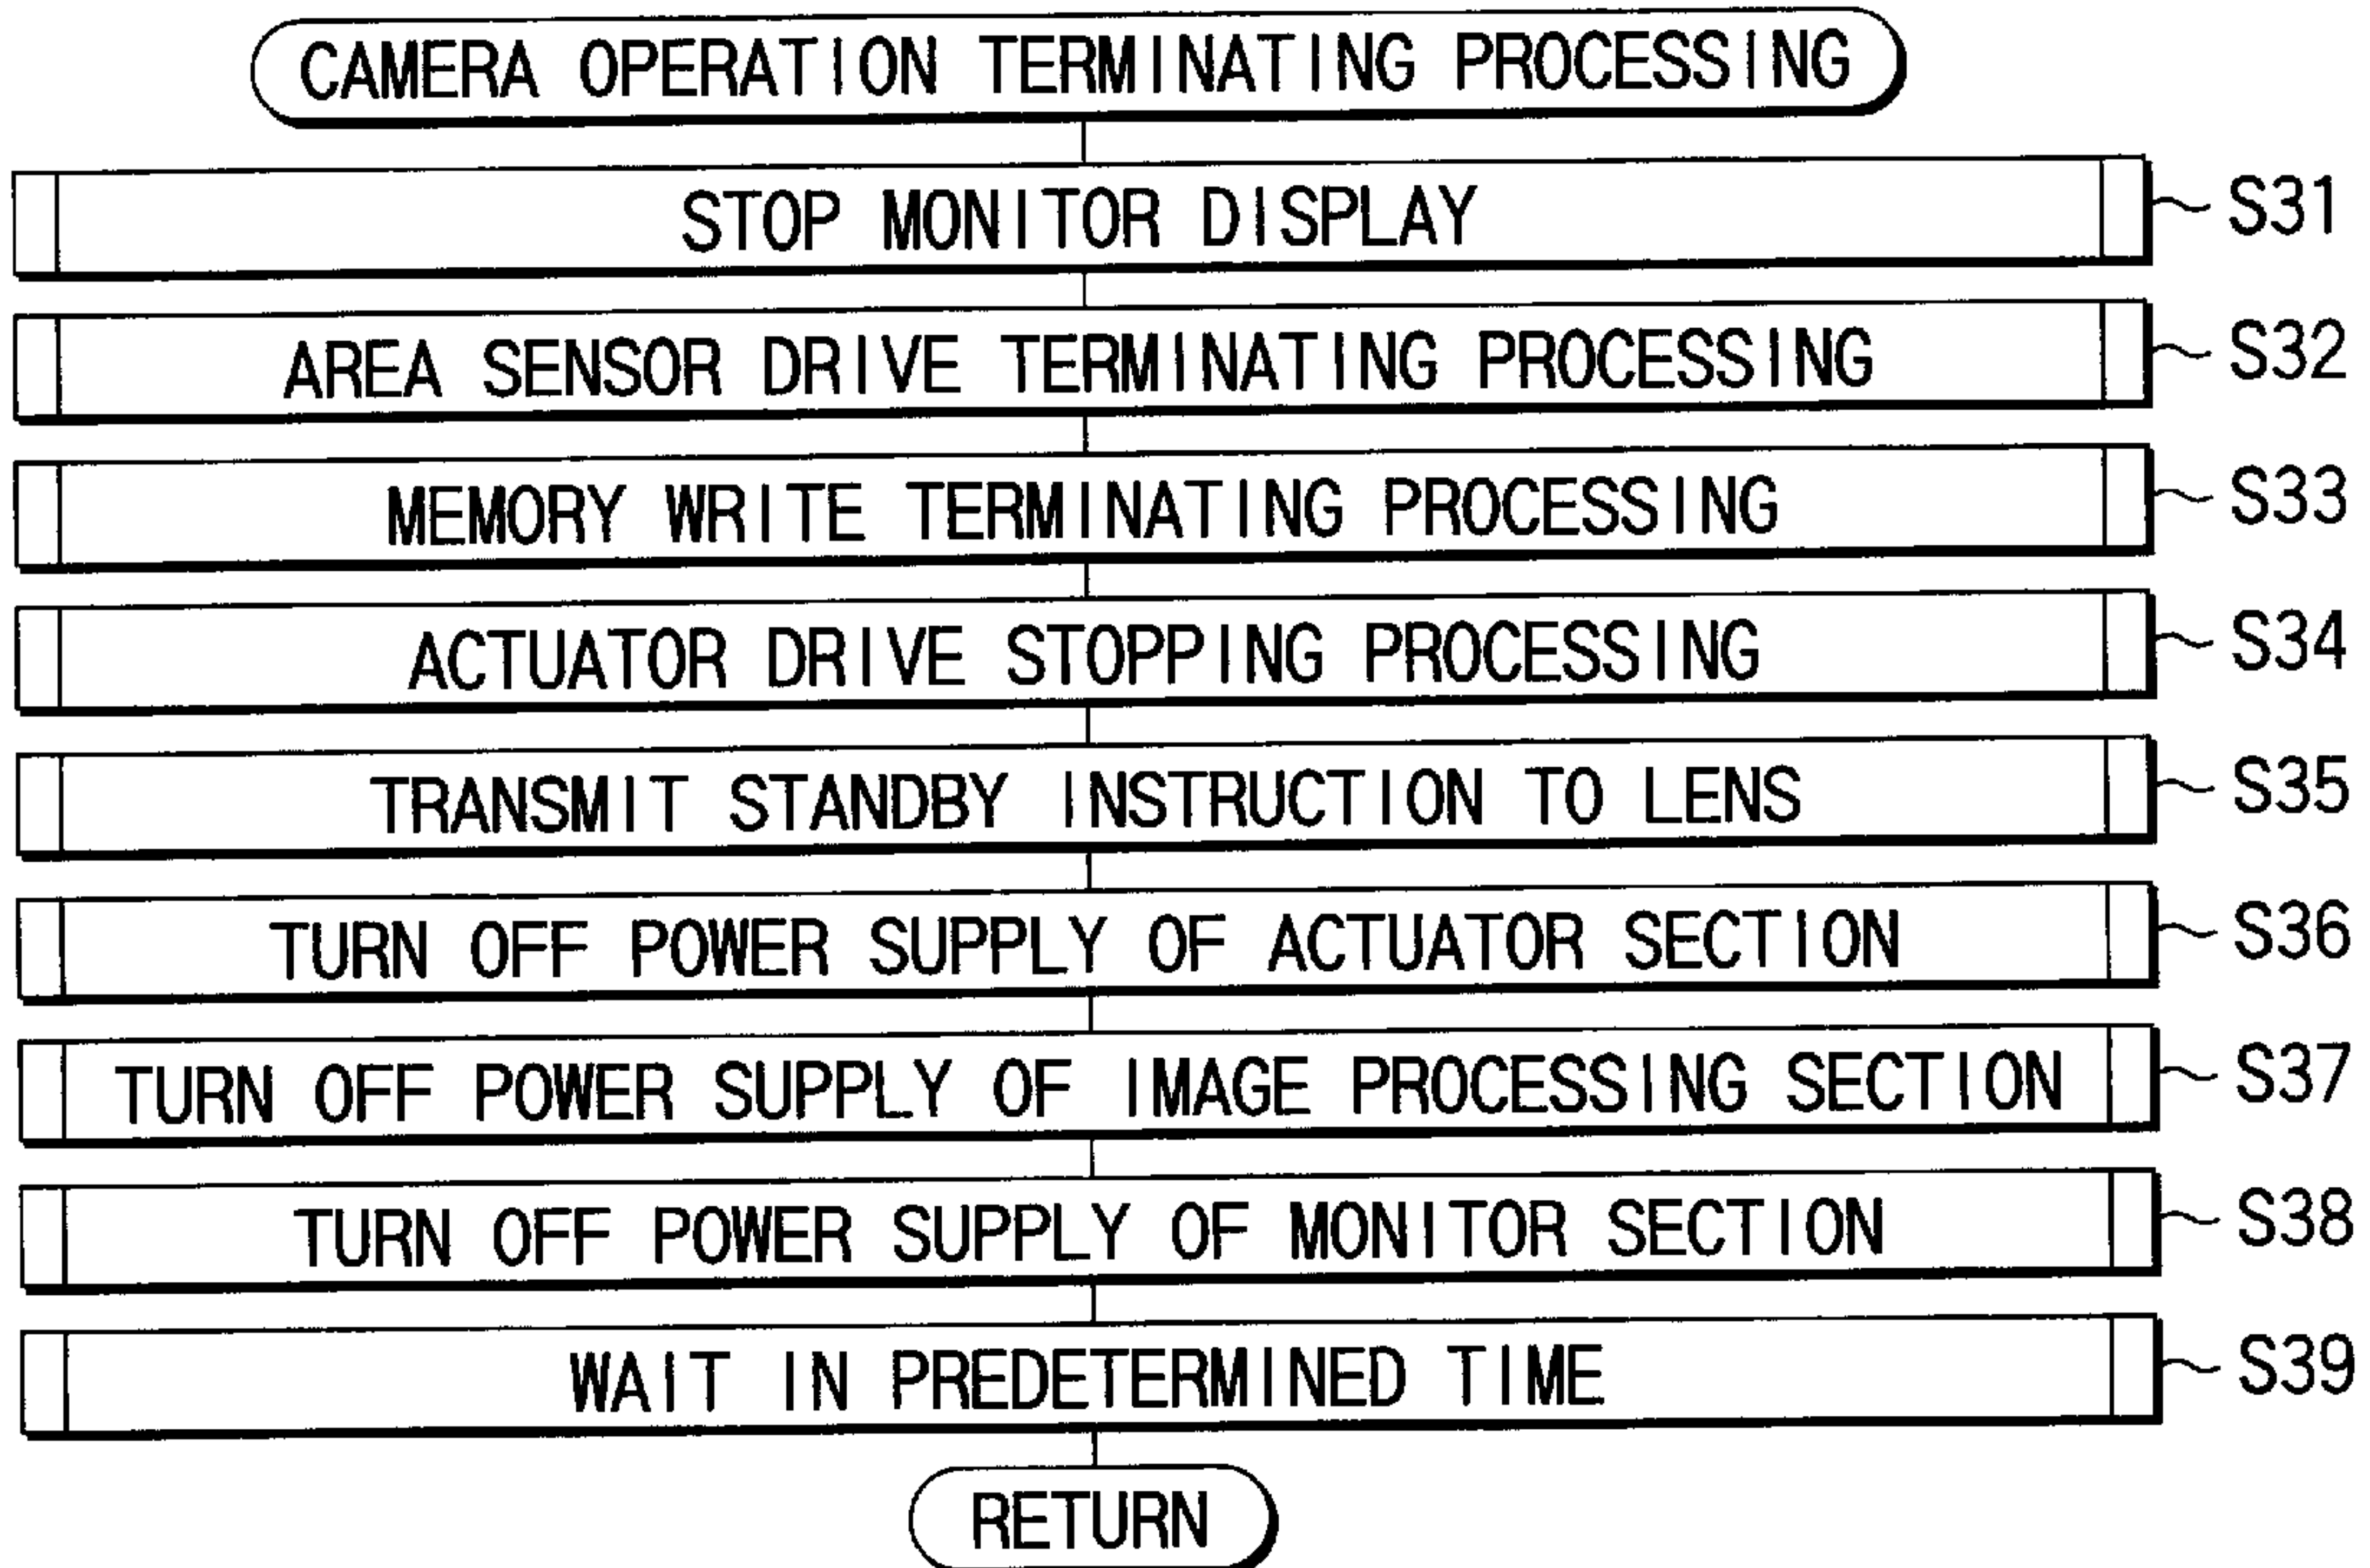 CAMERA OPERATION TERMINATING PROCESSING
STOP MONITOR DISPLAY S31
AREA SENSOR DRIVE TERMINATING PROCESSING S32
MEMORY WRITE TERMINATING PROCESSING S33
ACTUATOR DRIVE STOPPING PROCESSING S34
TRANSMIT STANDBY INSTRUCTION TO LENS S35
TURN OFF POWER SUPPLY OF ACTUATOR SECTION S36
TURN OFF POWER SUPPLY OF IMAGE PROCESSING SECTION S37
TURN OFF POWER SUPPLY OF MONITOR SECTION S38
WAIT IN PREDETERMINED TIME S39
RETURN